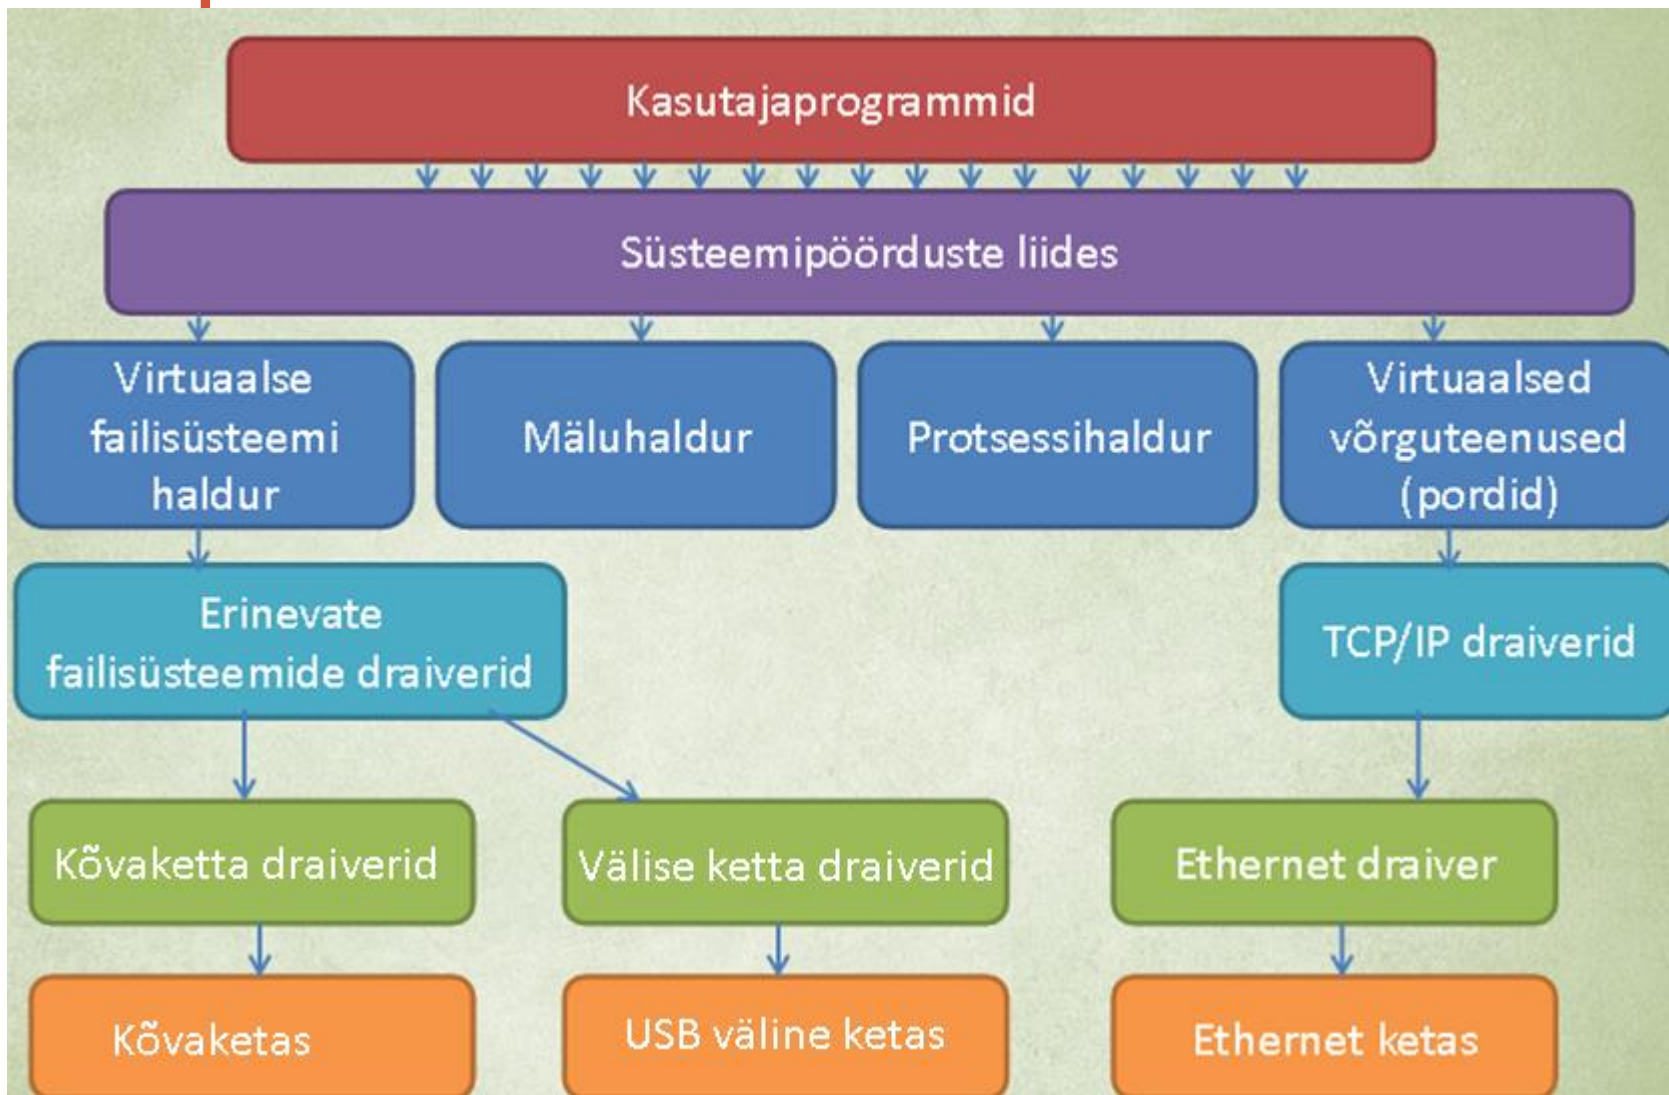 Kasutajaprogrammid
Süsteemipöörduste liides
Virtuaalse
failisüsteemi
haldur
Mäluhaldur
Protsessihaldur
Virtuaalsed
võrguteenused
(pordid)
Erinevate
failisüsteemide draiverid
TCP/IP draiverid
Kõvaketta draiverid
Välise ketta draiverid
Ethernet draiver
Kõvaketas
USB väline ketas
Ethernet ketas